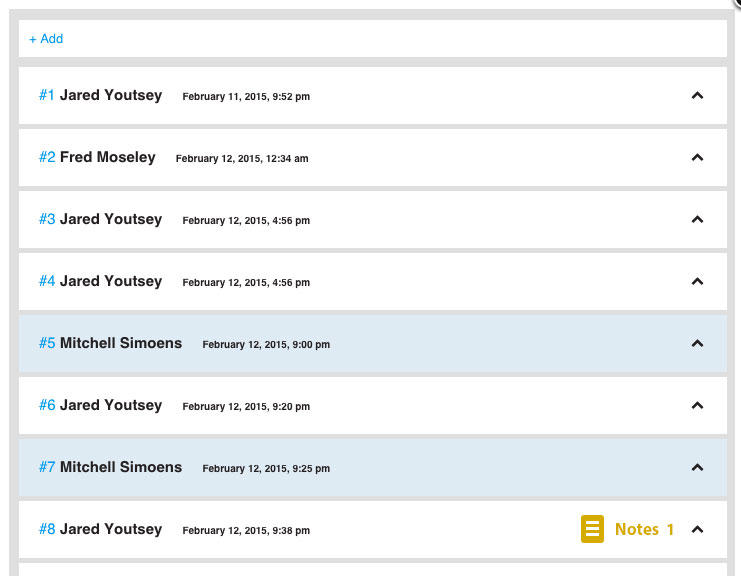 + Add
#1 Jared Youtsey February 11, 2015, 9:52 pm
#2 Fred Moseley February 12, 2015, 12:34 am
#3 Jared Youtsey February 12, 2015, 4:56 pm
#4 Jared Youtsey February 12, 2015, 4:56 pm
#5 Mitchell Simoens February 12, 2015, 9:00 pm
#6 Jared Youtsey February 12, 2015, 9:20 pm
#7 Mitchell Simoens February 12, 2015, 9:25 pm
#8 Jared Youtsey February 12, 2015, 9:38 pm Notes 1